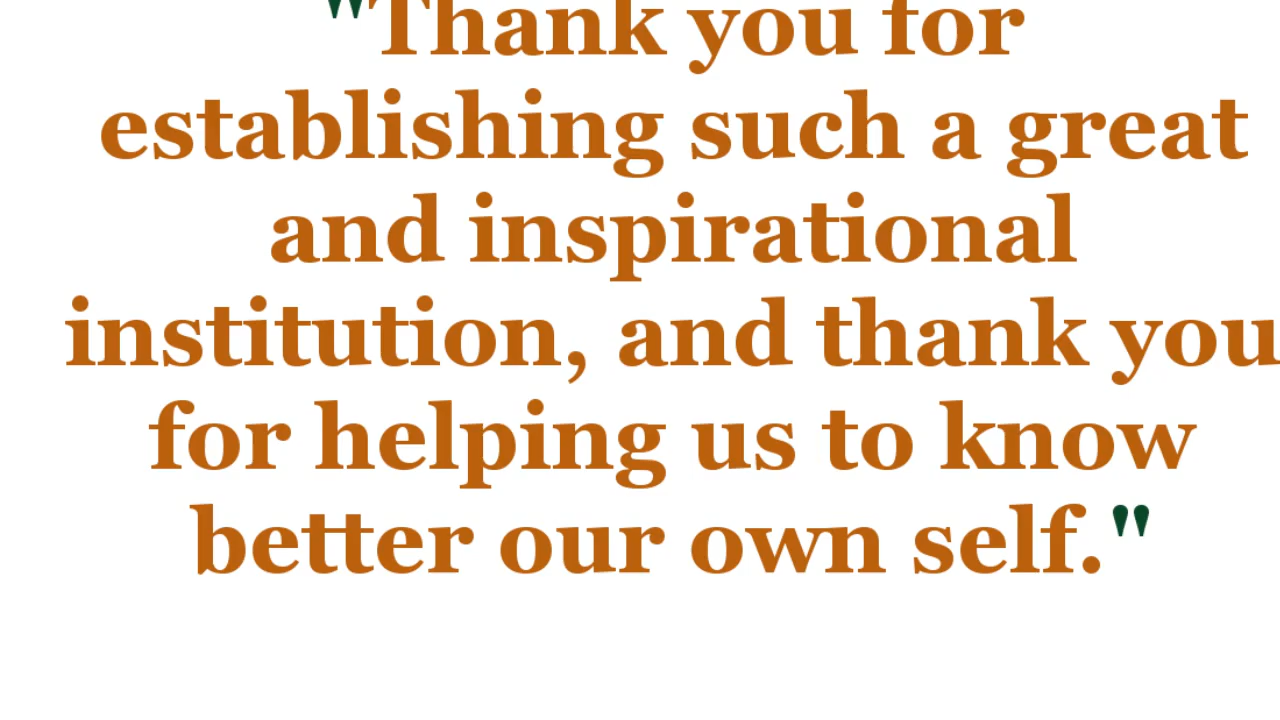 "Thank you for
establishing such a great
and inspirational
institution, and thank you
for helping us to know
better our own self."